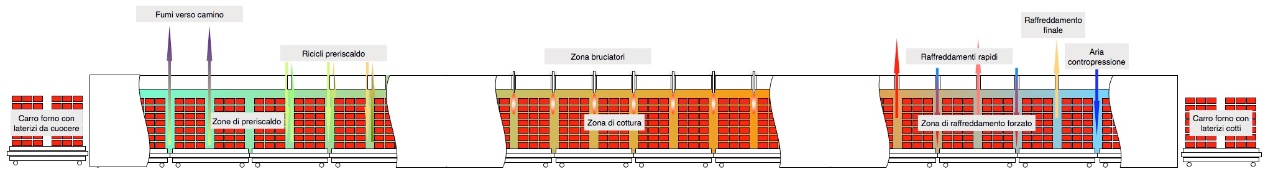 Fumi verso camino
Ricicli preriscaldo
Zona bruciatori
Raffreddamenti rapidi
Raffreddamento
finale
Aria
contropressione
Carro forno con
laterizi da cuocere
Zone di preriscaldo
Zona di cottura
Zona di raffreddamento forzato
Carro forno con
laterizi cotti